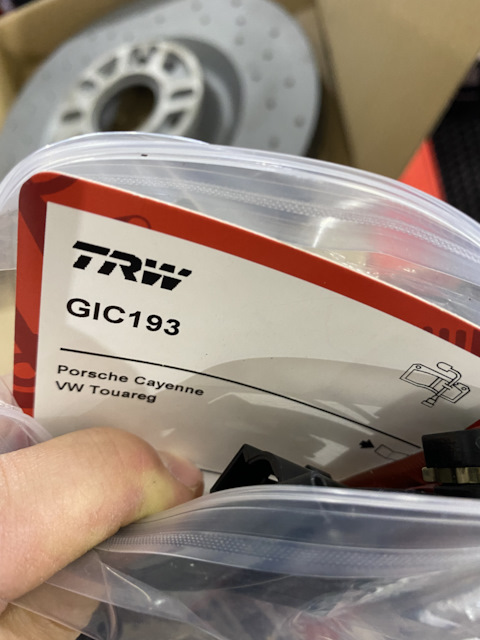 TRW
GIC193
Porsche Cayenne
VW Touareg